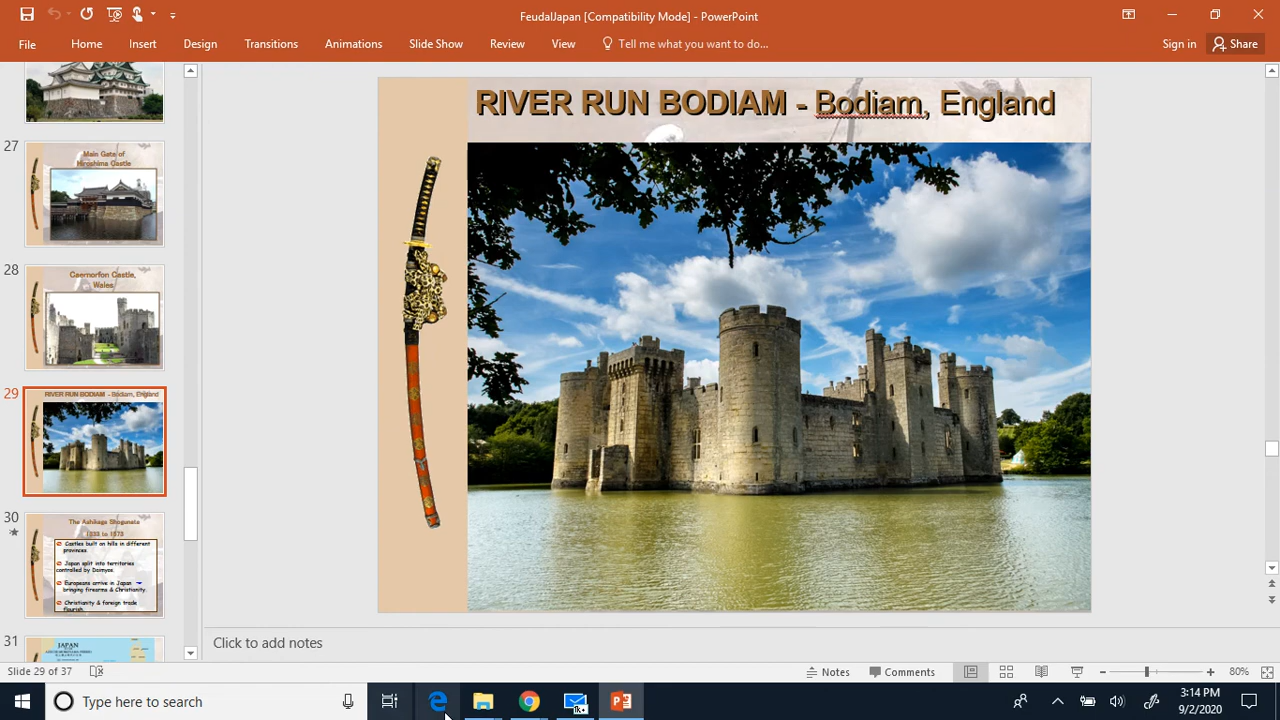 FeudalJapan [Compatibility Mode] - PowerPoint
File Home Insert Design Transitions Animations Slide Show Review View Tell me what you want to do... Sign in Share
27
Main Gate of
Hiroshima Castle
28
Caernorfon Castle,
Wales
29
RIVER RUN BODIAM - Bodiam, England
30
The Ashikaga Shogunate
1338 to 1573
Castles built on hills in different
provinces.
Japan split into territories
controlled by Daimyos.
Europeans arrive in Japan
bringing firearms & Christianity.
Christianity & foreign trade
flourish.
31
JAPAN
RIVER RUN BODIAM - Bodiam, England
Click to add notes
Slide 29 of 37 Notes Comments 80%
Type here to search
1k+
3:14 PM
9/2/2020